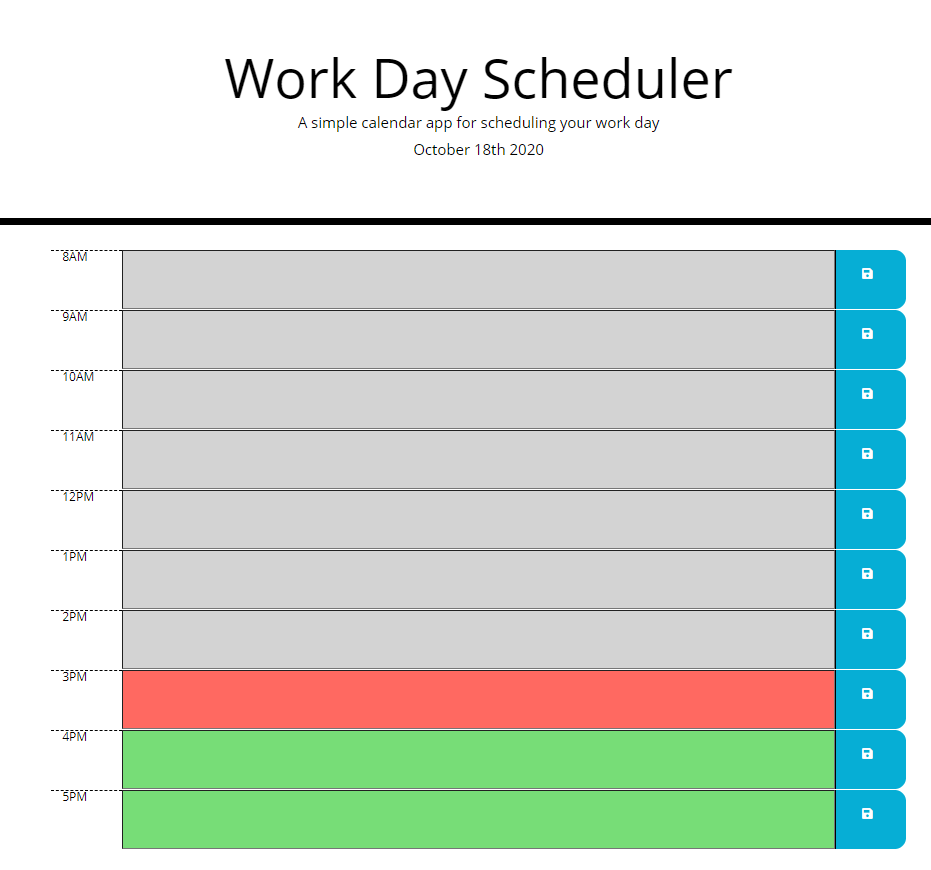 Work Day Scheduler
A simple calendar app for scheduling your work day
October 18th 2020
8AM
9AM
10AM
11AM
12PM
1PM
2PM
3PM
4PM
5PM